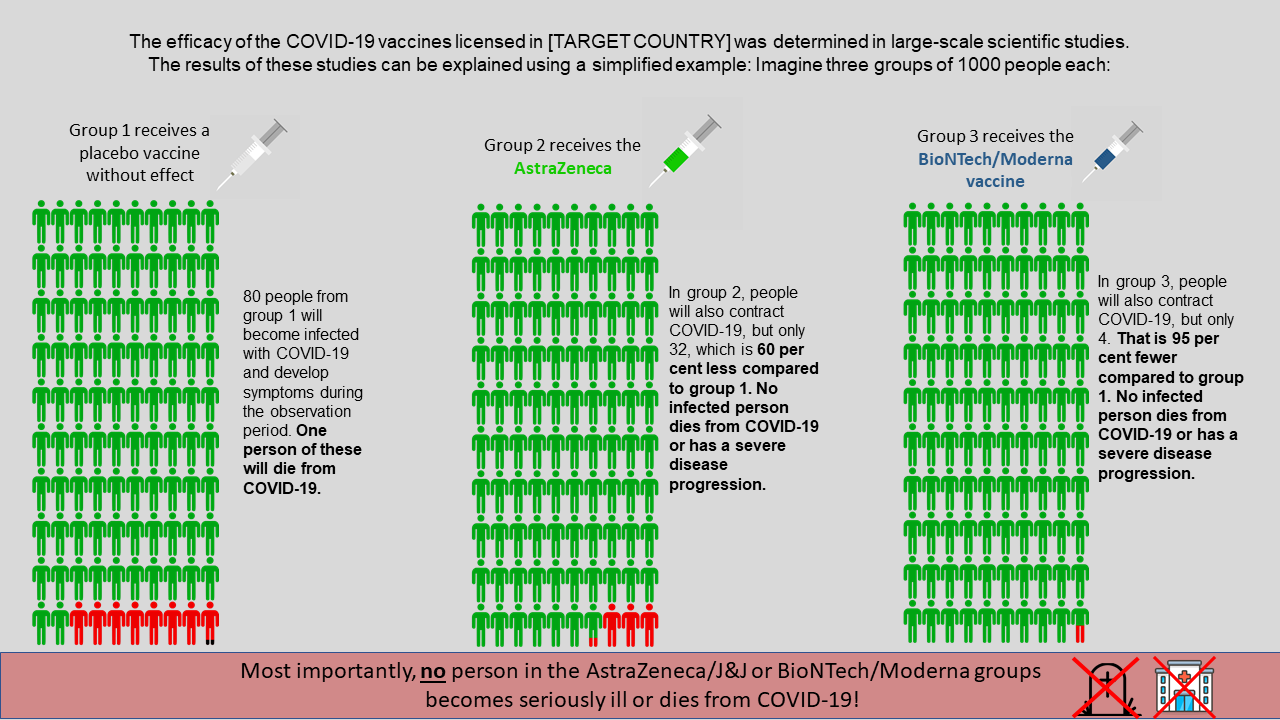 The efficacy of the COVID-19 vaccines licensed in [TARGET COUNTRY] was determined in large-scale scientific studies.
The results of these studies can be explained using a simplified example: Imagine three groups of 1000 people each:
Group 1 receives a
placebo vaccine
without effect
80 people from
group 1 will
become infected
with COVID-19
and develop
symptoms during
the observation
period. One
person of these
will die from
COVID-19.
Group 2 receives the
AstraZeneca
In group 2, people
will also contract
COVID-19, but only
32, which is 60 per
cent less compared
to group 1. No
infected person
dies from COVID-19
or has a severe
disease
progression.
Group 3 receives the
BioNTech/Moderna
vaccine
In group 3, people
will also contract
COVID-19, but only
4. That is 95 per
cent fewer
compared to group
1. No infected
person dies from
COVID-19 or has a
severe disease
progression.
Most importantly, no person in the AstraZeneca/J&J or BioNTech/Moderna groups
becomes seriously ill or dies from COVID-19!